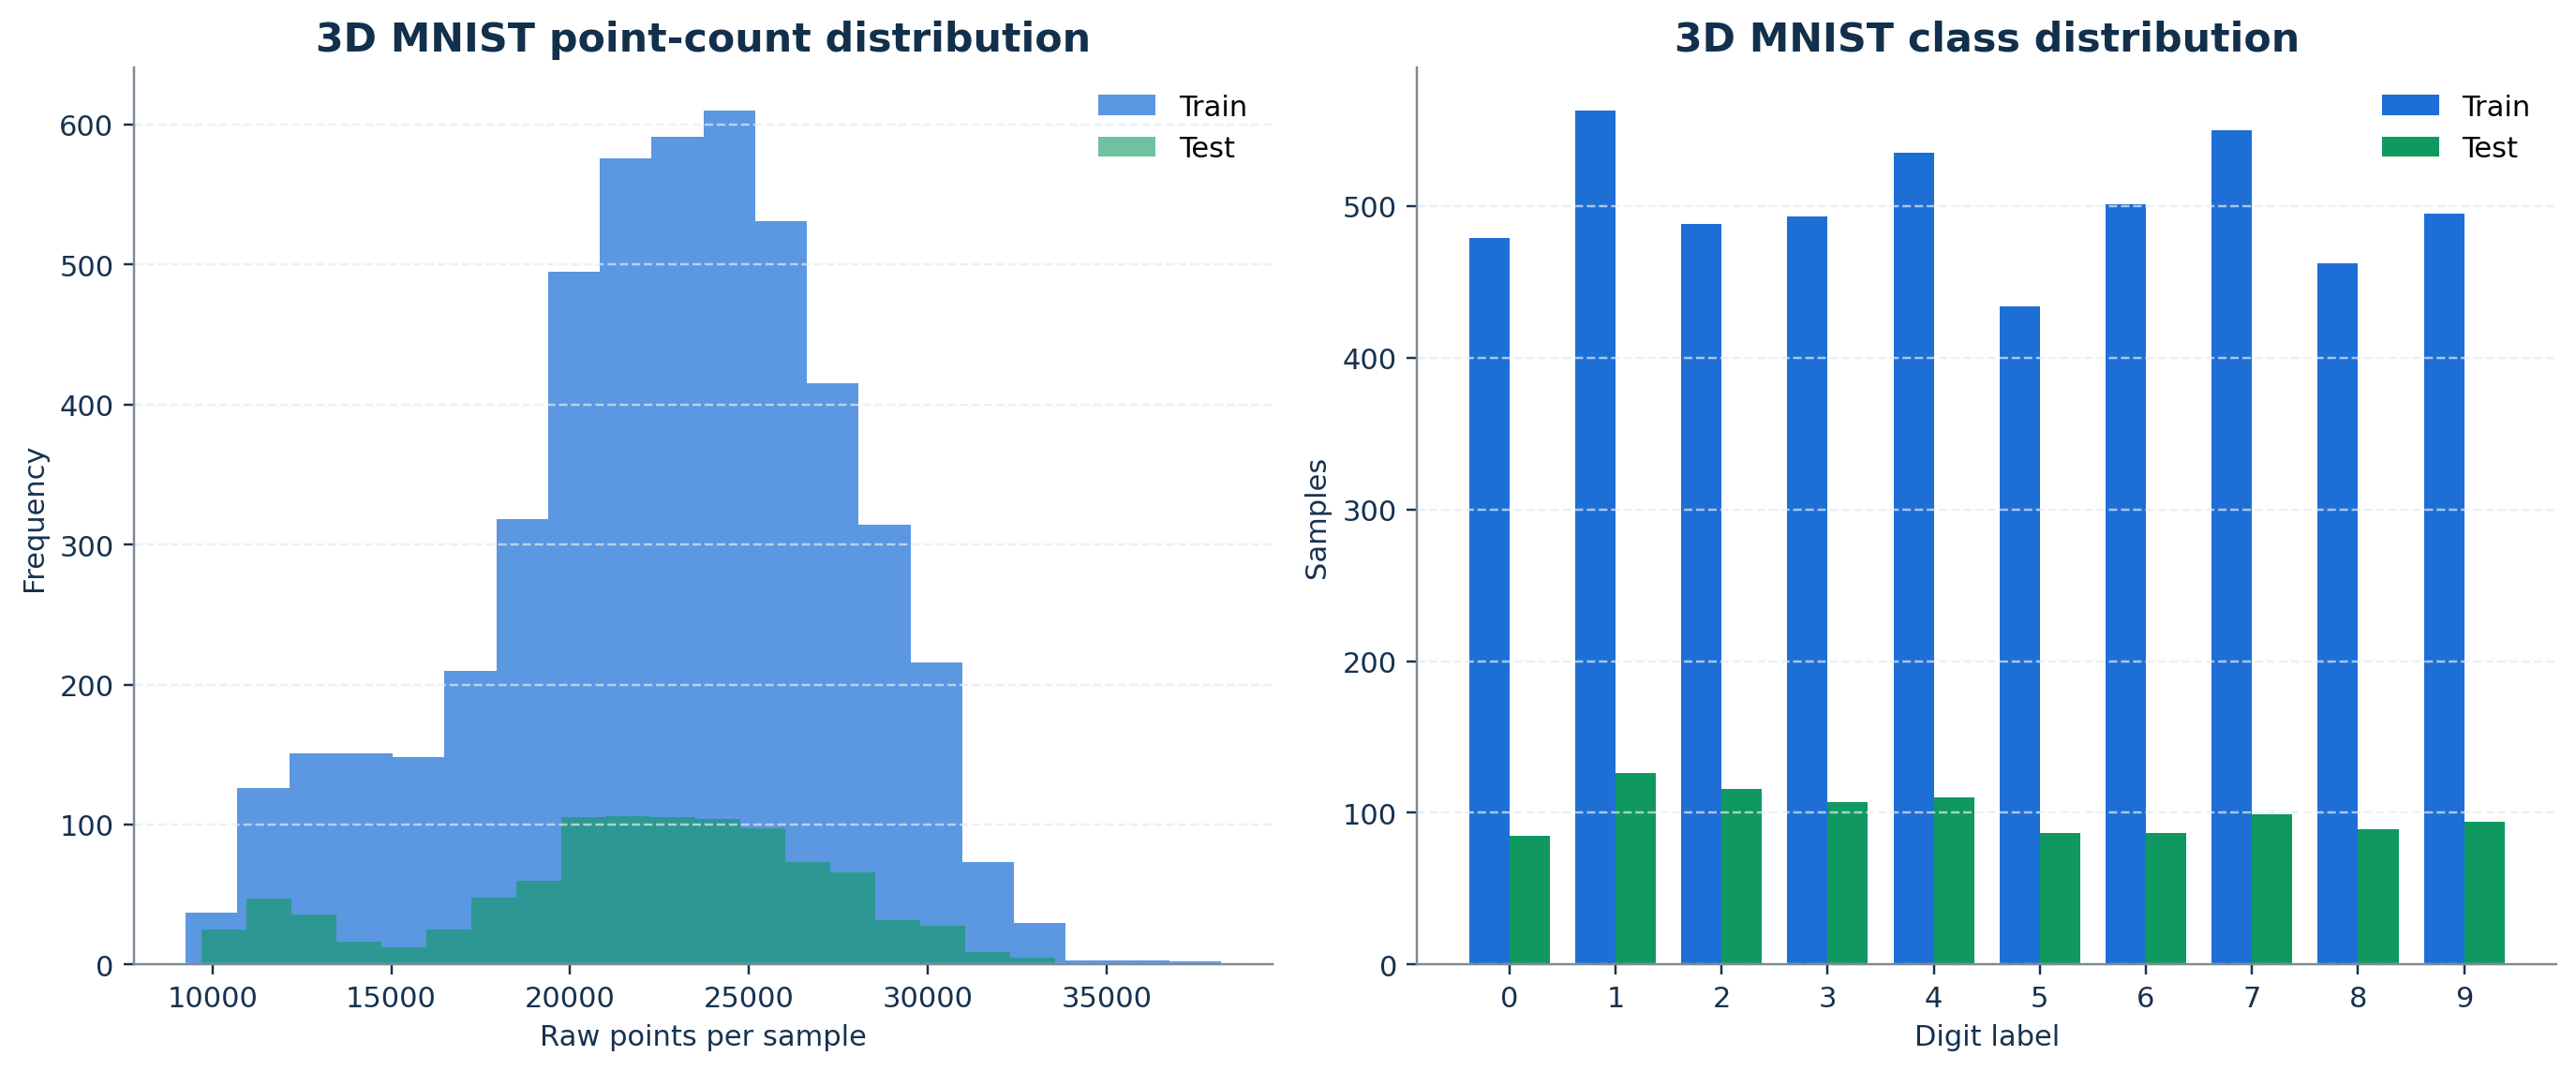 3D MNIST point-count distribution
Train
Test
600
500
400
300
200
100
0
Frequency
10000 15000 20000 25000 30000 35000
Raw points per sample
3D MNIST class distribution
Train
Test
500
400
300
200
100
0
Samples
0 1 2 3 4 5 6 7 8 9
Digit label